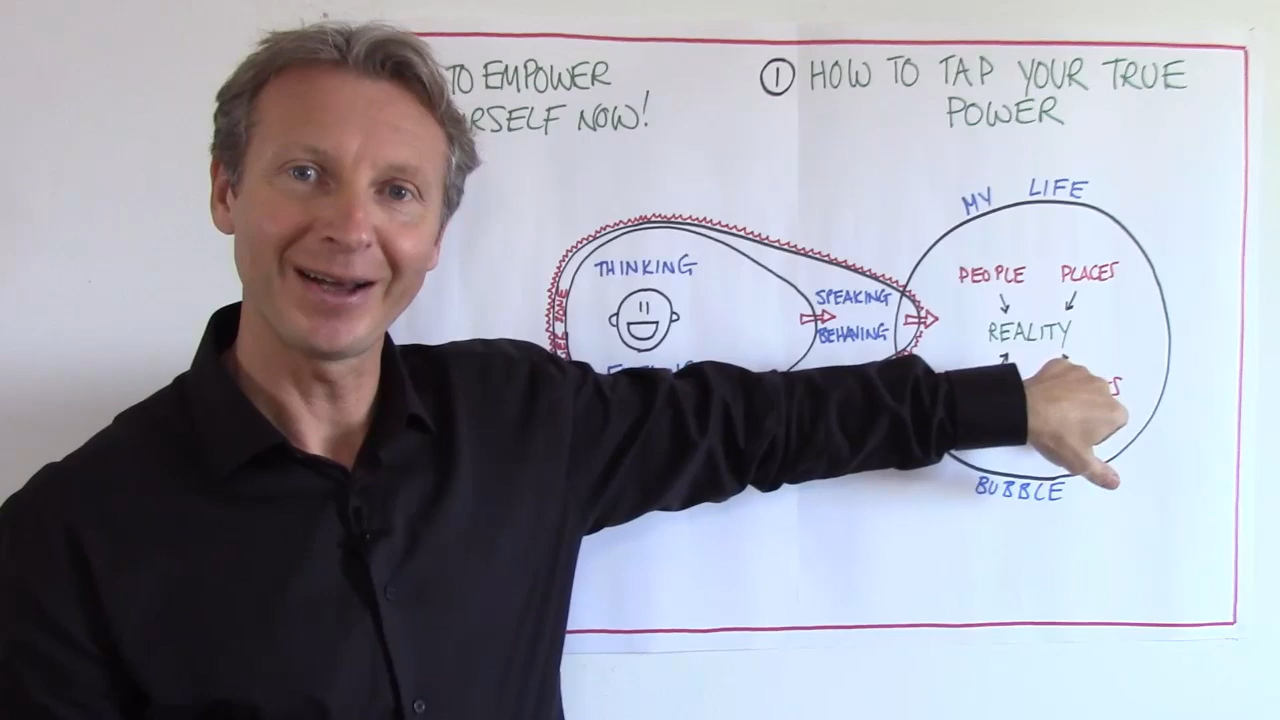 TO EMPOWER
NOW!
① HOW TO TAP YOUR TRUE
POWER
MY LIFE
THINKING
SPEAKING
BEHAVING
PEOPLE PLACES
REALITY
BUBBLE